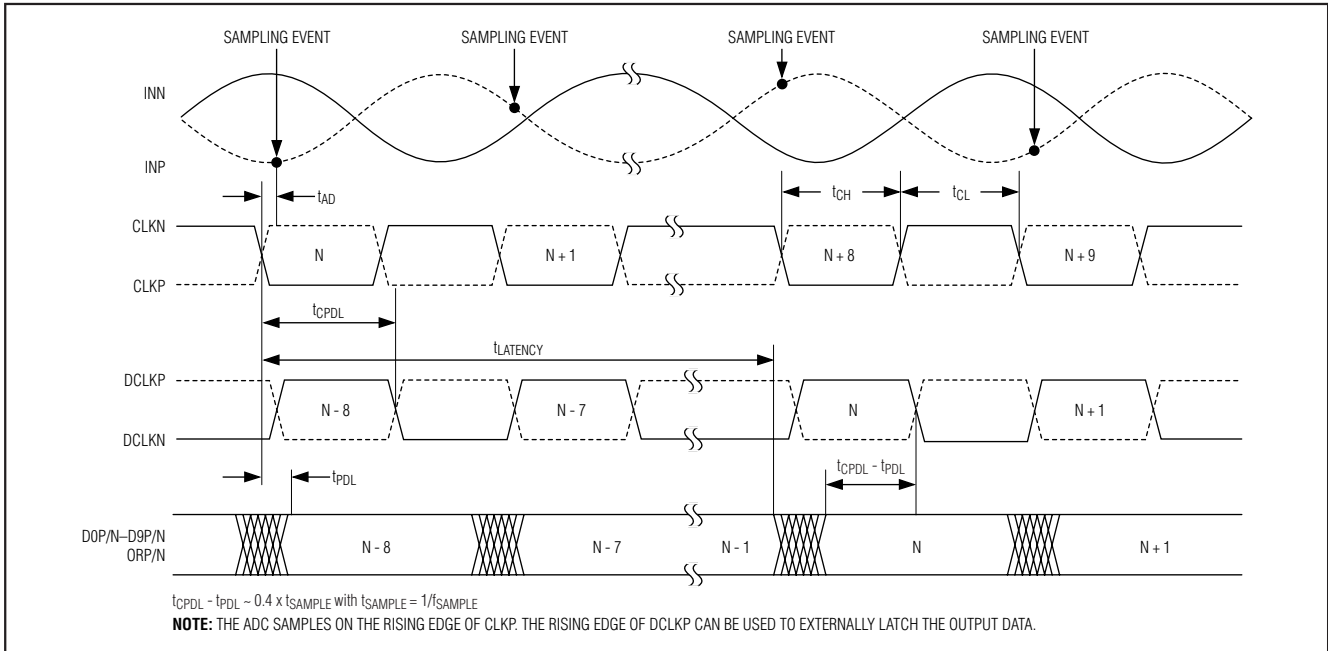 SAMPLING EVENT SAMPLING EVENT SAMPLING EVENT SAMPLING EVENT
INN
INP
tAD
tCH tCL
CLKN
N N + 1 N + 8 N + 9
CLKP
tCPDL
tLATENCY
DCLKP
N - 8 N - 7 N N + 1
DCLKN
tPDL
tCPDL - tPDL
D0P/N–D9P/N
ORP/N
N - 8 N - 7 N - 1 N N + 1
tCPDL - tPDL ~ 0.4 x tSAMPLE with tSAMPLE = 1/fSAMPLE
NOTE: THE ADC SAMPLES ON THE RISING EDGE OF CLKP. THE RISING EDGE OF DCLKP CAN BE USED TO EXTERNALLY LATCH THE OUTPUT DATA.